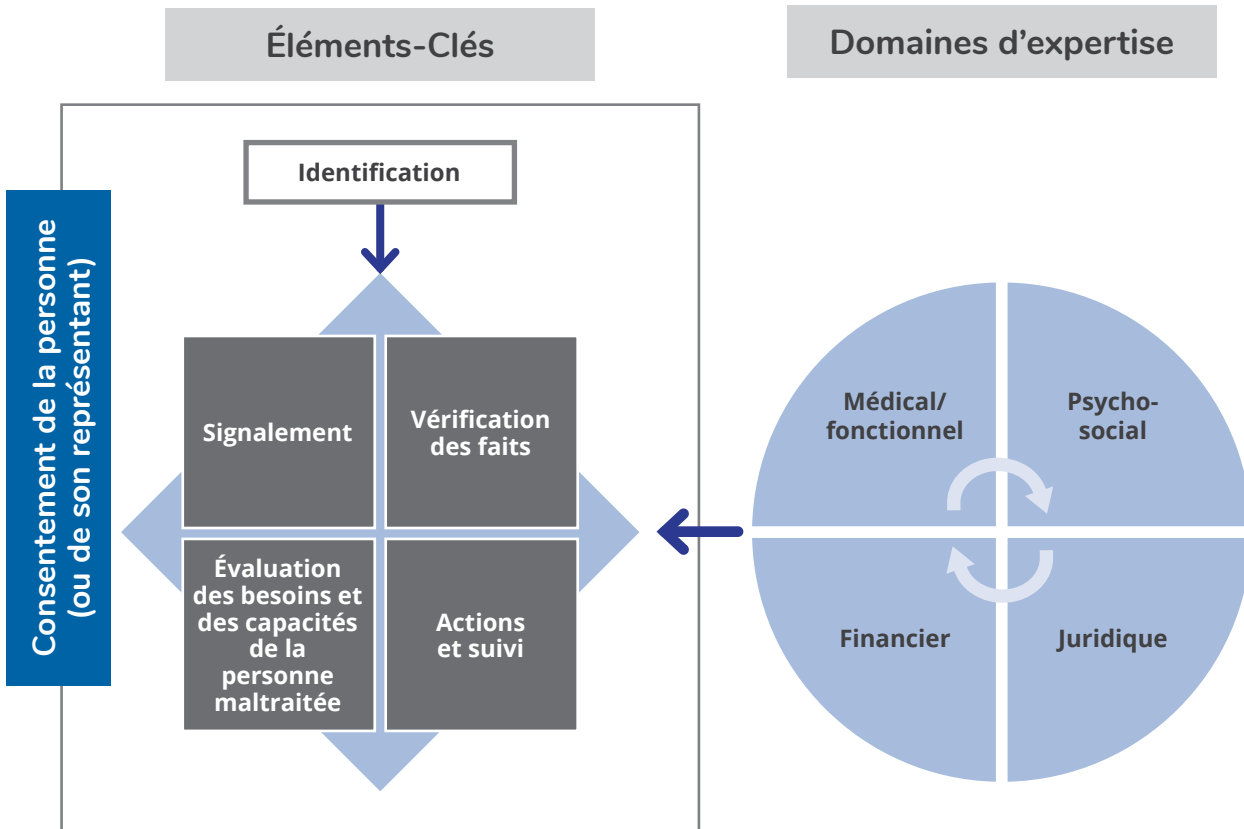 Éléments-Clés
Domaines d’expertise
Consentement de la personne
(ou de son représentant)
Identification
Signalement
Vérification
des faits
Évaluation
des besoins et
des capacités
de la
personne
maltraitée
Actions
et suivi
Médical/
fonctionnel
Psycho-
social
Financier
Juridique